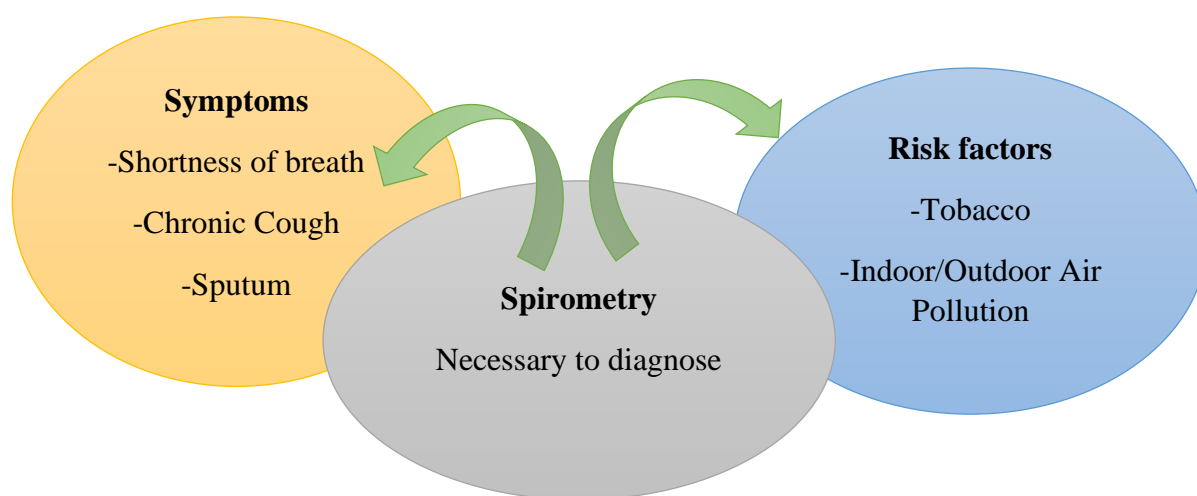 Symptoms
-Shortness of breath
-Chronic Cough
-Sputum
Spirometry
Necessary to diagnose
Risk factors
-Tobacco
-Indoor/Outdoor Air
Pollution